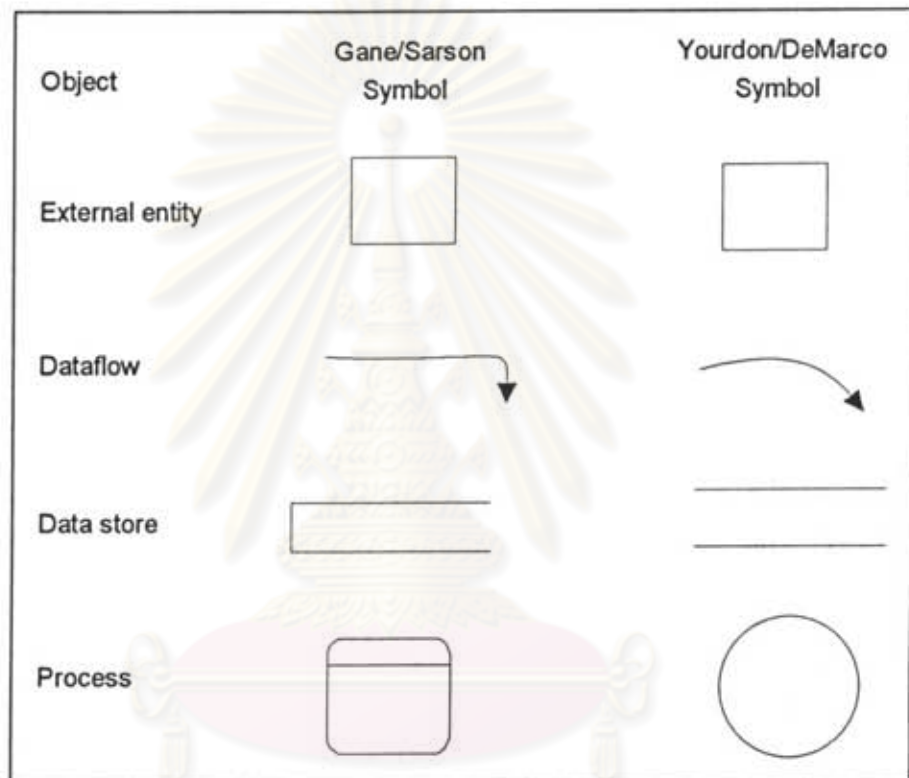 Object
Gane/Sarson
Symbol
Yourdon/DeMarco
Symbol
External entity
Dataflow
Data store
Process